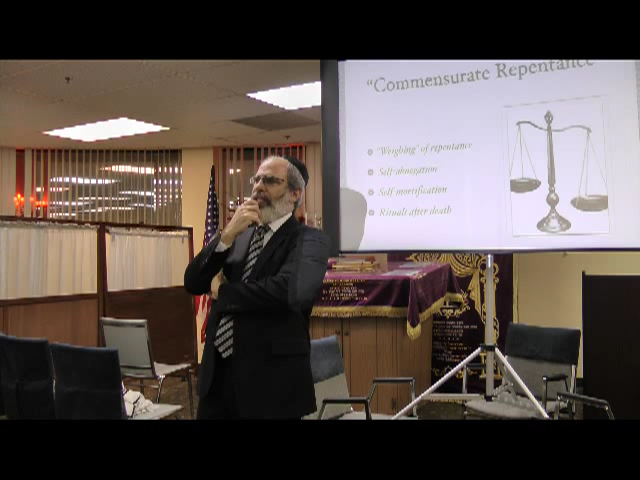 “Commensurate Repentance
“Weighing” of repentance
Self-abnegation
Self-mortification
Rituals after death